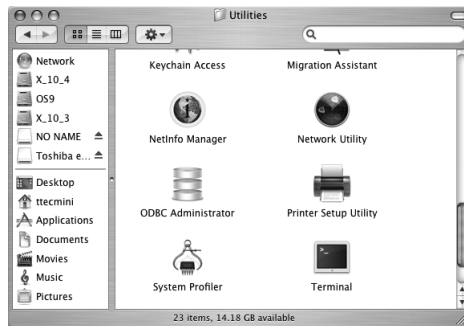 Utilities
Network
X_10_4
OS9
X_10_3
NO NAME
Toshiba e...
Desktop
ttecmini
Applications
Documents
Movies
Music
Pictures
Keychain Access
Migration Assistant
NetInfo Manager
Network Utility
ODBC Administrator
Printer Setup Utility
System Profiler
Terminal
23 items, 14.18 GB available